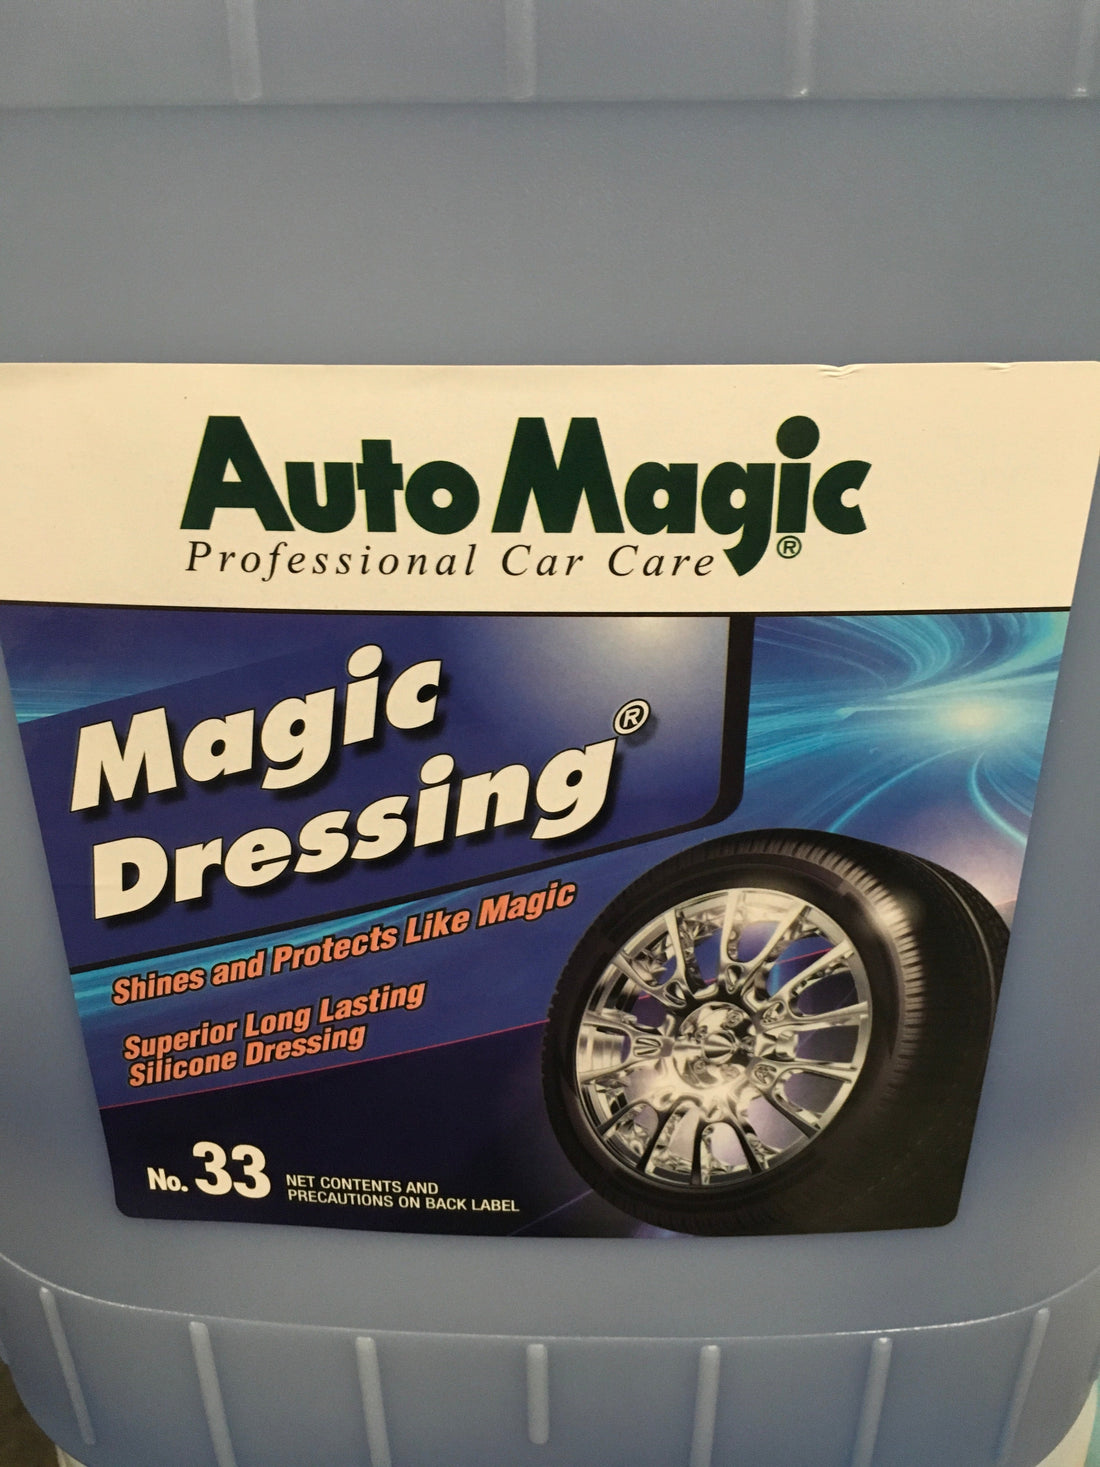 Auto Magic®
Professional Car Care
Magic
Dressing®
Shines and Protects Like Magic
Superior Long Lasting
Silicone Dressing
No. 33
NET CONTENTS AND
PRECAUTIONS ON BACK LABEL